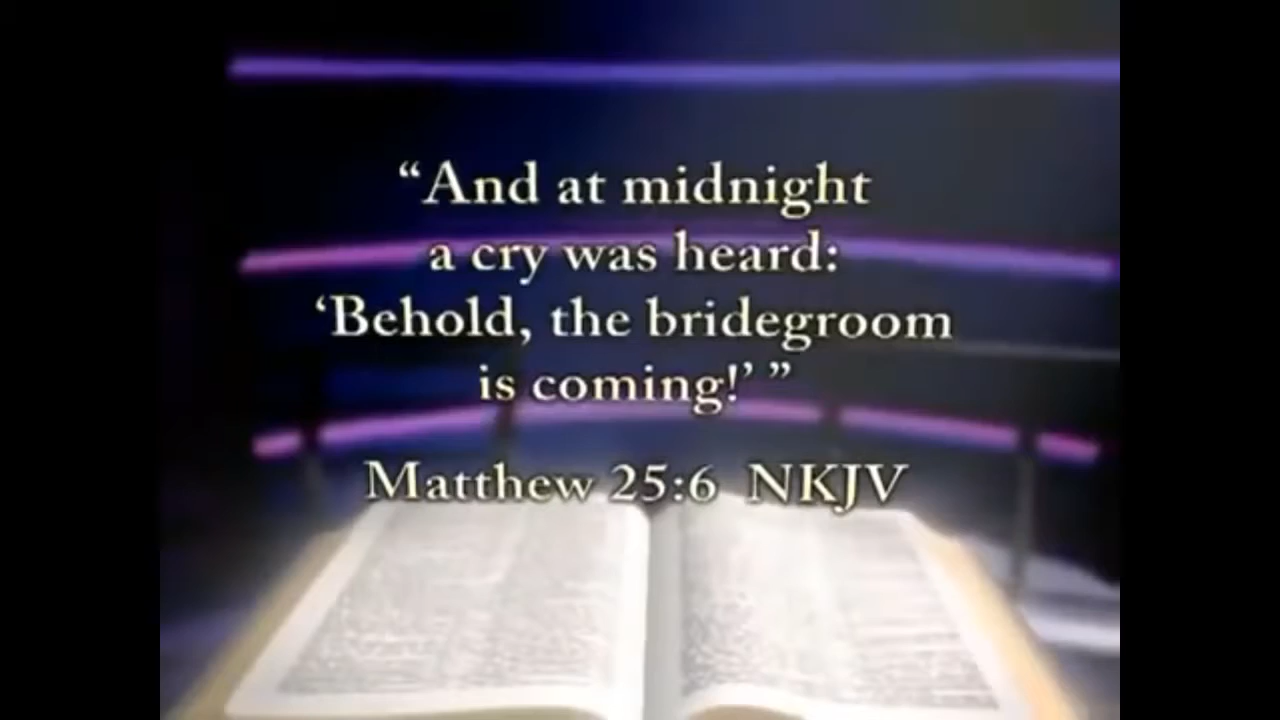 “And at midnight
a cry was heard:
‘Behold, the bridegroom
is coming!’ ”
Matthew 25:6 NKJV